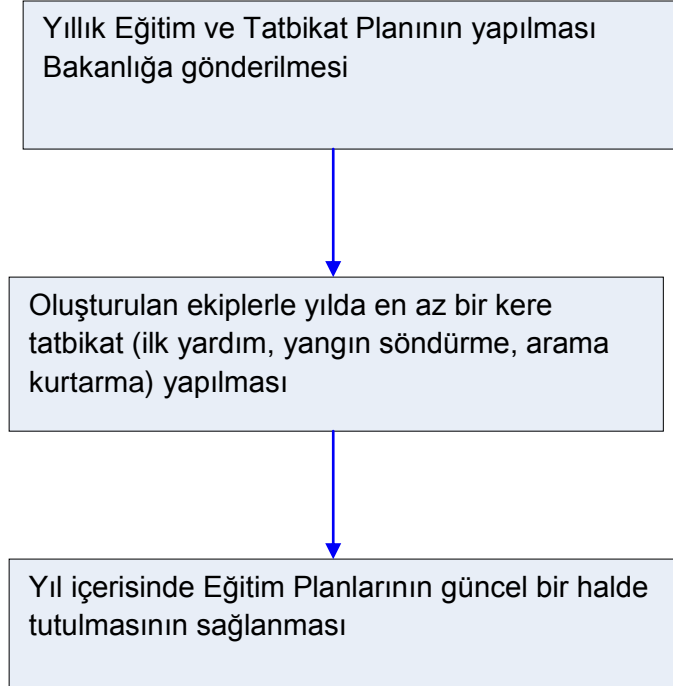 Yıllık Eğitim ve Tatbikat Planının yapılması
Bakanlığa gönderilmesi
Oluşturulan ekiplerle yılda en az bir kere
tatbikat (ilk yardım, yangın söndürme, arama
kurtarma) yapılması
Yıl içerisinde Eğitim Planlarının güncel bir halde
tutulmasının sağlanması